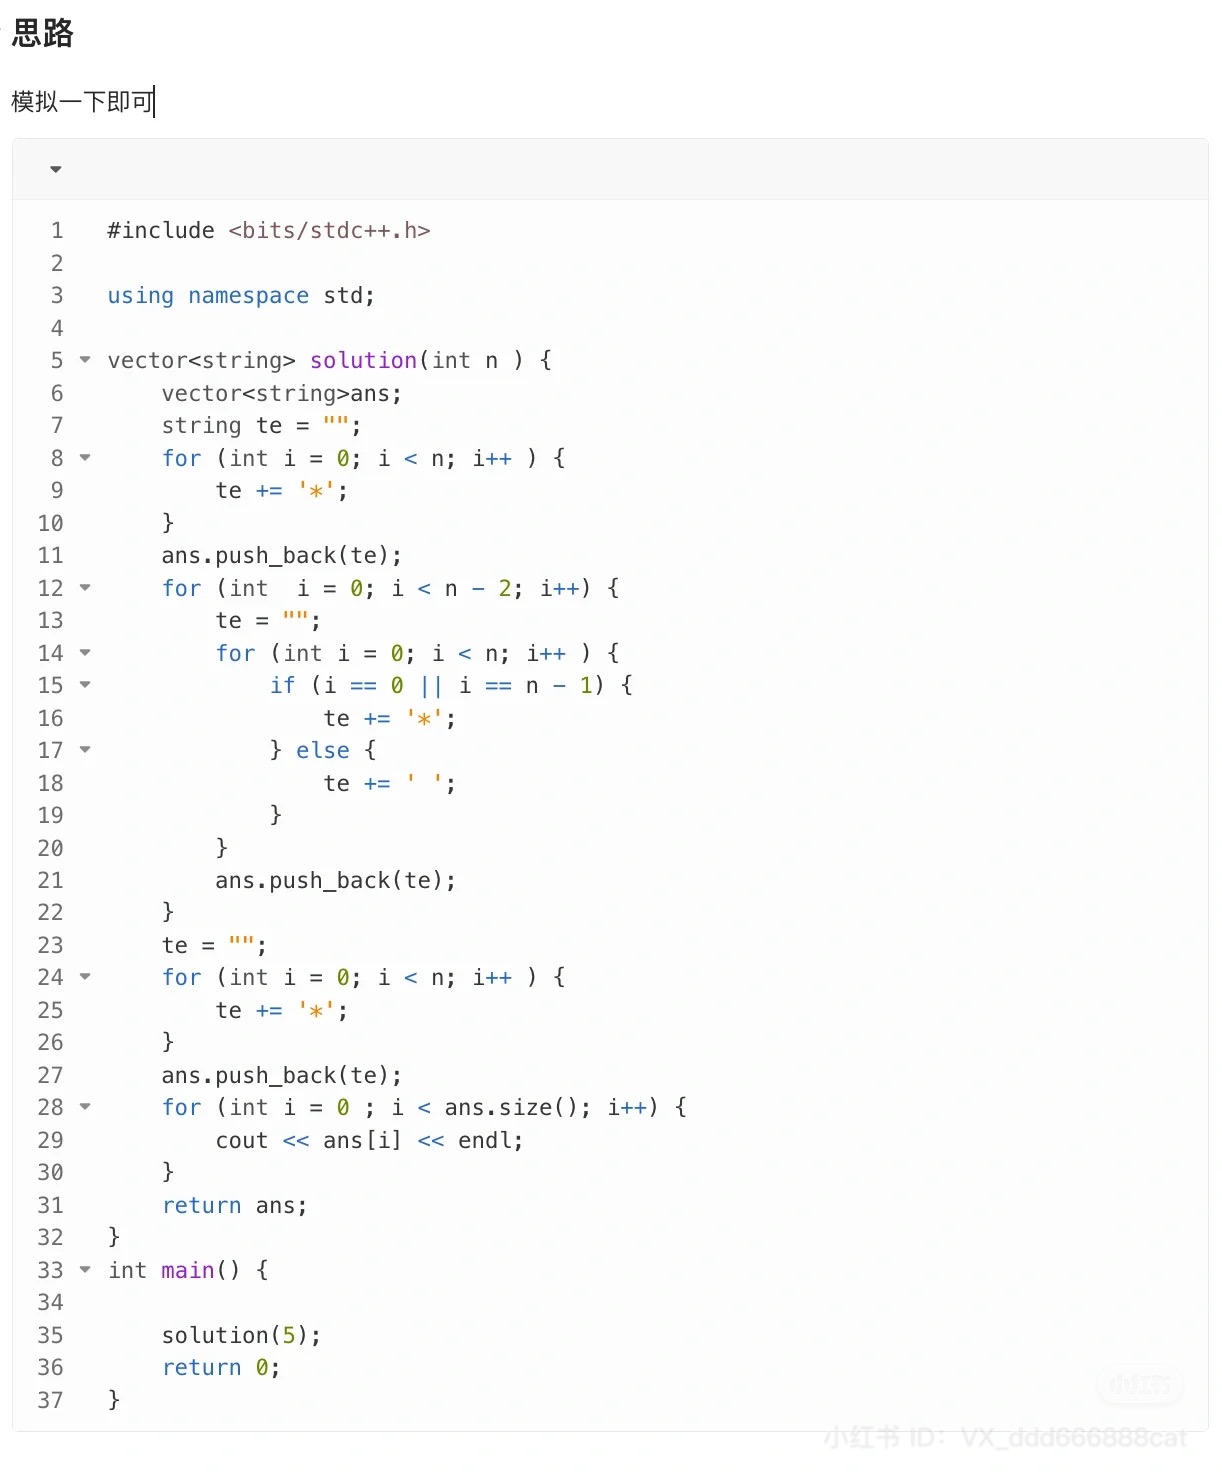 思路
模拟一下即可
1 #include <bits/stdc++.h>
2
3 using namespace std;
4
5 vector<string> solution(int n ) {
6     vector<string>ans;
7     string te = "";
8     for (int i = 0; i < n; i++ ) {
9         te += '*';
10     }
11     ans.push_back(te);
12     for (int  i = 0; i < n - 2; i++) {
13         te = "";
14         for (int i = 0; i < n; i++ ) {
15             if (i == 0 || i == n - 1) {
16                 te += '*';
17             } else {
18                 te += ' ';
19             }
20         }
21         ans.push_back(te);
22     }
23     te = "";
24     for (int i = 0; i < n; i++ ) {
25         te += '*';
26     }
27     ans.push_back(te);
28     for (int i = 0 ; i < ans.size(); i++) {
29         cout << ans[i] << endl;
30     }
31     return ans;
32 }
33 int main() {
34
35     solution(5);
36     return 0;
37 }
小红书
小红书 ID: VX_ddd666888cat